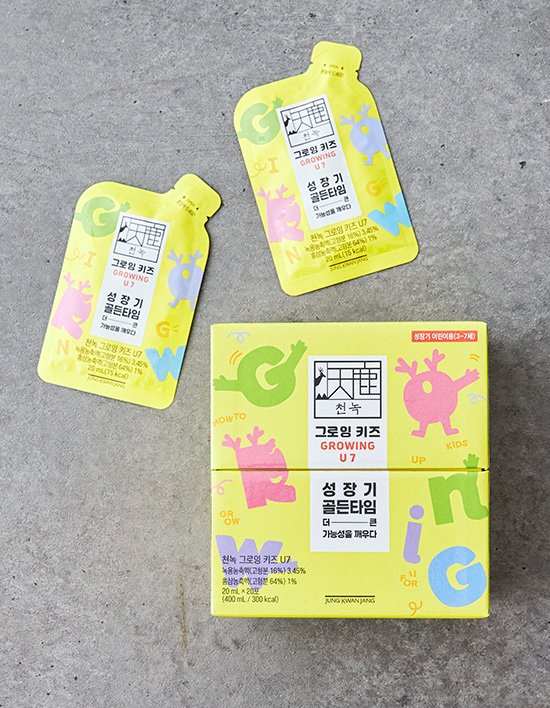 OPEN
天鹿
천녹
그로잉 키즈
GROWING
U7
성장기
골든타임
더 큰
가능성을 깨우다
천녹 그로잉 키즈 U7
녹용농축액(고형분 16%) 3.45%
홍삼농축액(고형분 64%) 1%
20 mL (15 kcal)
JUNG KWAN JANG
G
I
R
O
N
G
W
天鹿
천녹
그로잉 키즈
GROWING
U7
성장기
골든타임
더 큰
가능성을 깨우다
천녹 그로잉 키즈 U7
녹용농축액(고형분 16%) 3.45%
홍삼농축액(고형분 64%) 1%
20 mL (15 kcal)
G
I
R
O
N
G
W
성장기 어린이용(3~7세)
天鹿
천녹
그로잉 키즈
GROWING
U7
성장기
골든타임
더 큰
가능성을 깨우다
G
R
O
W
i
n
G
HOW TO
GROW
UP
KIDS
FOR
천녹 그로잉 키즈 U7
녹용농축액(고형분 16%) 3.45%
홍삼농축액(고형분 64%) 1%
20 mL × 20포
(400 mL / 300 kcal)
JUNG KWAN JANG